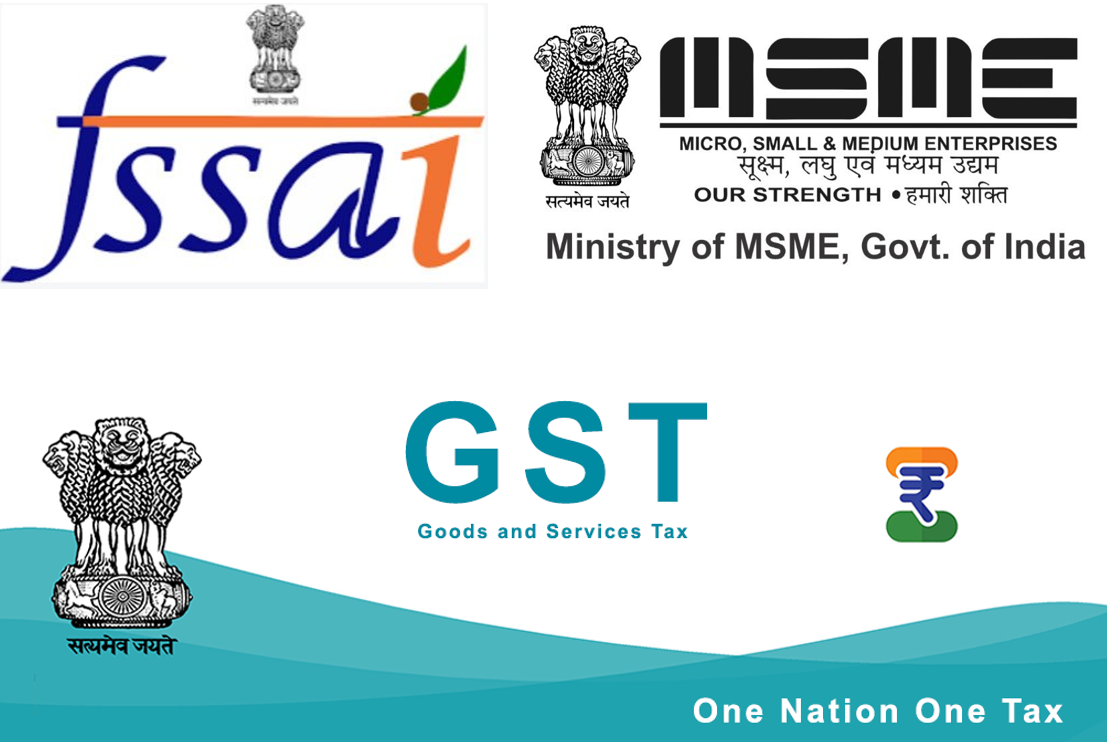 सत्यमेव जयते
fssai
MSME
MICRO, SMALL & MEDIUM ENTERPRISES
सूक्ष्म, लघु एवं मध्यम उद्यम
OUR STRENGTH • हमारी शक्ति
सत्यमेव जयते
Ministry of MSME, Govt. of India
GST
Goods and Services Tax
₹
सत्यमेव जयते
One Nation One Tax